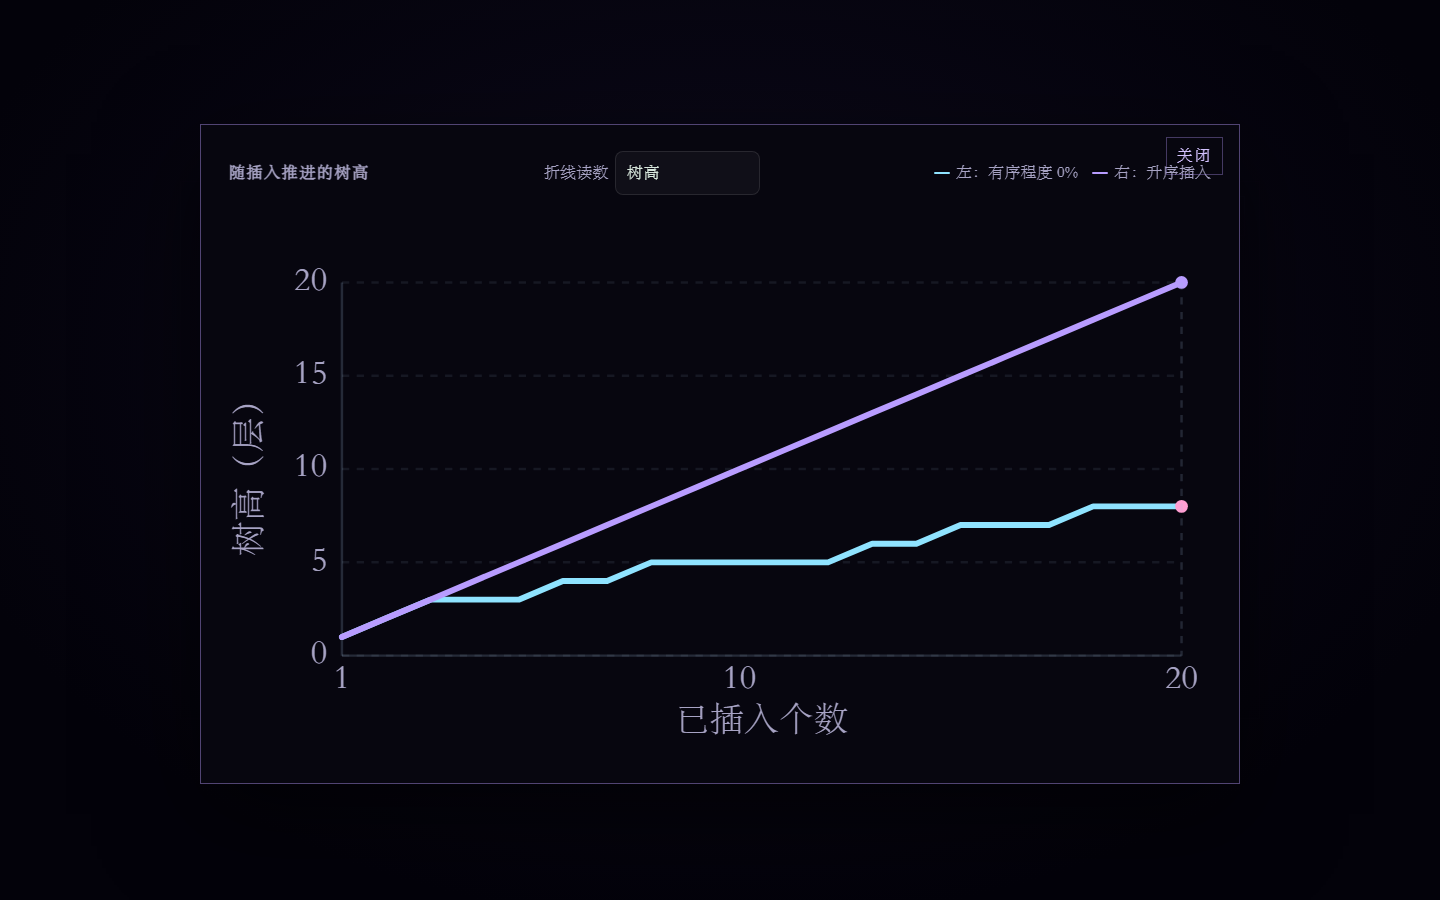 关闭
随插入推进的树高
折线读数 树高
左：有序程度 0% 右：升序插入
20
15
10
5
0
树高（层）
1 10 20
已插入个数